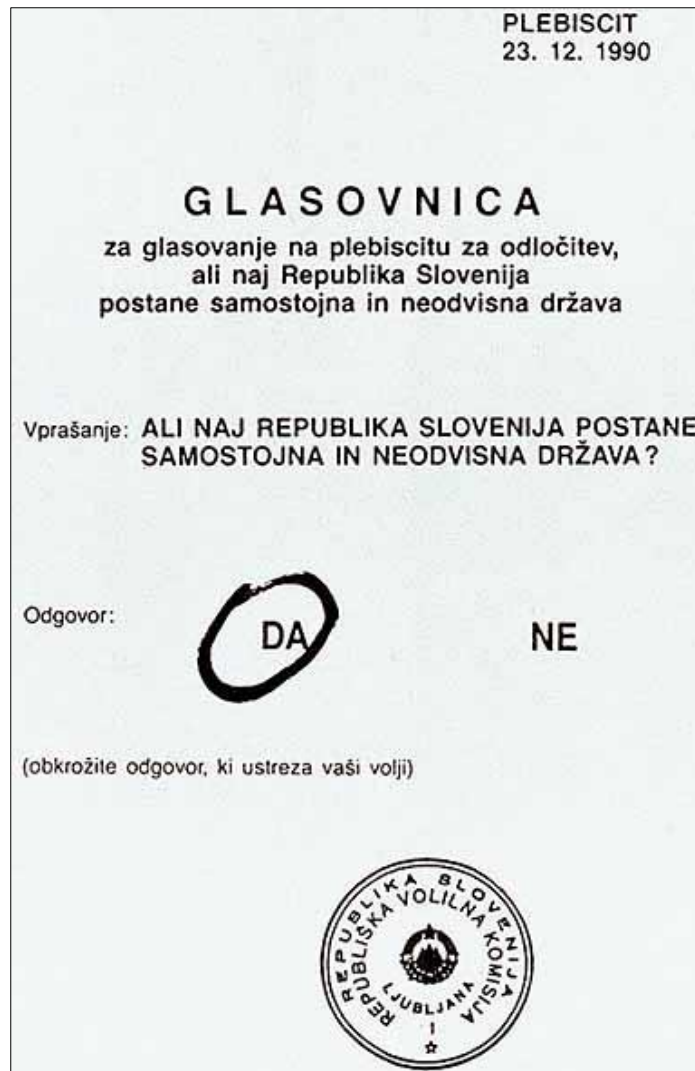 PLEBISCIT
23. 12. 1990
GLASOVNICA
za glasovanje na plebiscitu za odločitev,
ali naj Republika Slovenija
postane samostojna in neodvisna država
Vprašanje: ALI NAJ REPUBLIKA SLOVENIJA POSTANE
SAMOSTOJNA IN NEODVISNA DRŽAVA?
Odgovor: DA NE
(obkrožite odgovor, ki ustreza vaši volji)
REPUBLIKA SLOVENIJA
REPUBLIŠKA VOLILNA KOMISIJA
LJUBLJANA
1